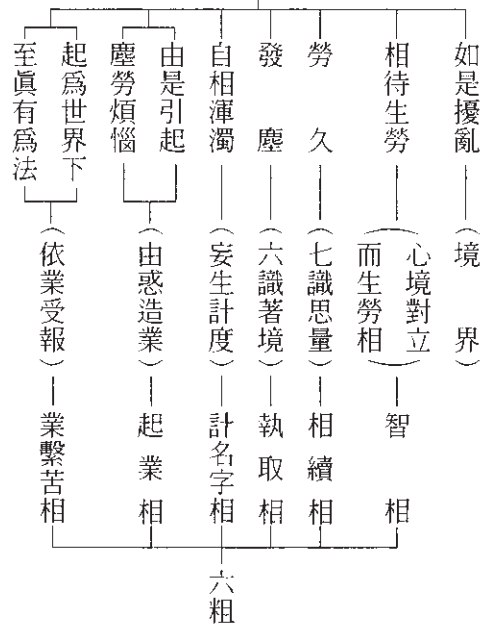 如是擾亂
（境界）
相待生勞
（心境對立
而生勞相）
智相
勞久
（七識思量）
相續相
發塵
（六識著境）
執取相
自相渾濁
（妄生計度）
計名字相
由是引起
塵勞煩惱
（由惑造業）
起業相
起爲世界下
至眞有爲法
（依業受報）
業繫苦相
六粗